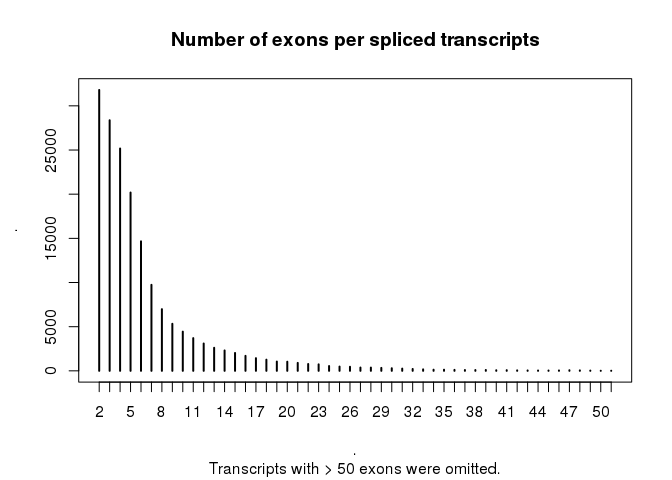 Number of exons per spliced transcripts
25000
15000
5000
0
.
2 5 8 11 14 17 20 23 26 29 32 35 38 41 44 47 50
.
Transcripts with > 50 exons were omitted.